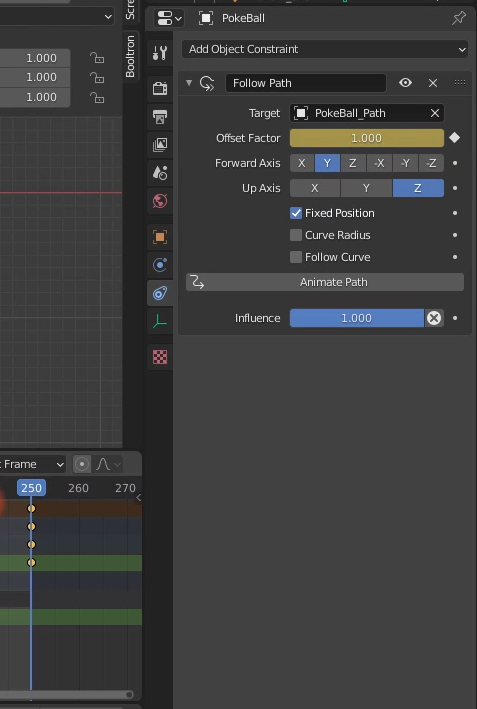 PokeBall
Scre
Booltron
1.000
1.000
1.000
Add Object Constraint
Follow Path
Target
PokeBall_Path
Offset Factor
1.000
Forward Axis
X Y Z -X -Y -Z
Up Axis
X Y Z
Fixed Position
Curve Radius
Follow Curve
Animate Path
Influence
1.000
t Frame
250 260 270